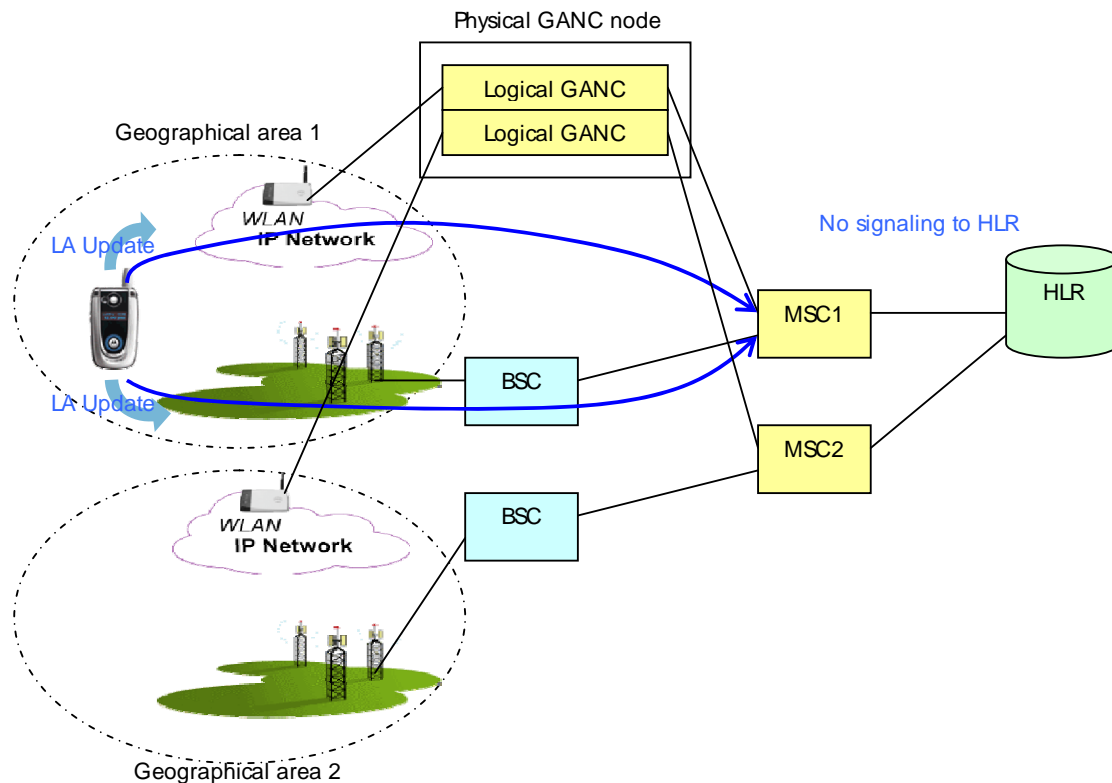 Physical GANC node
Logical GANC
Logical GANC
Geographical area 1
WLAN
IP Network
LA Update
No signaling to HLR
HLR
MSC1
BSC
LA Update
MSC2
WLAN
IP Network
BSC
Geographical area 2